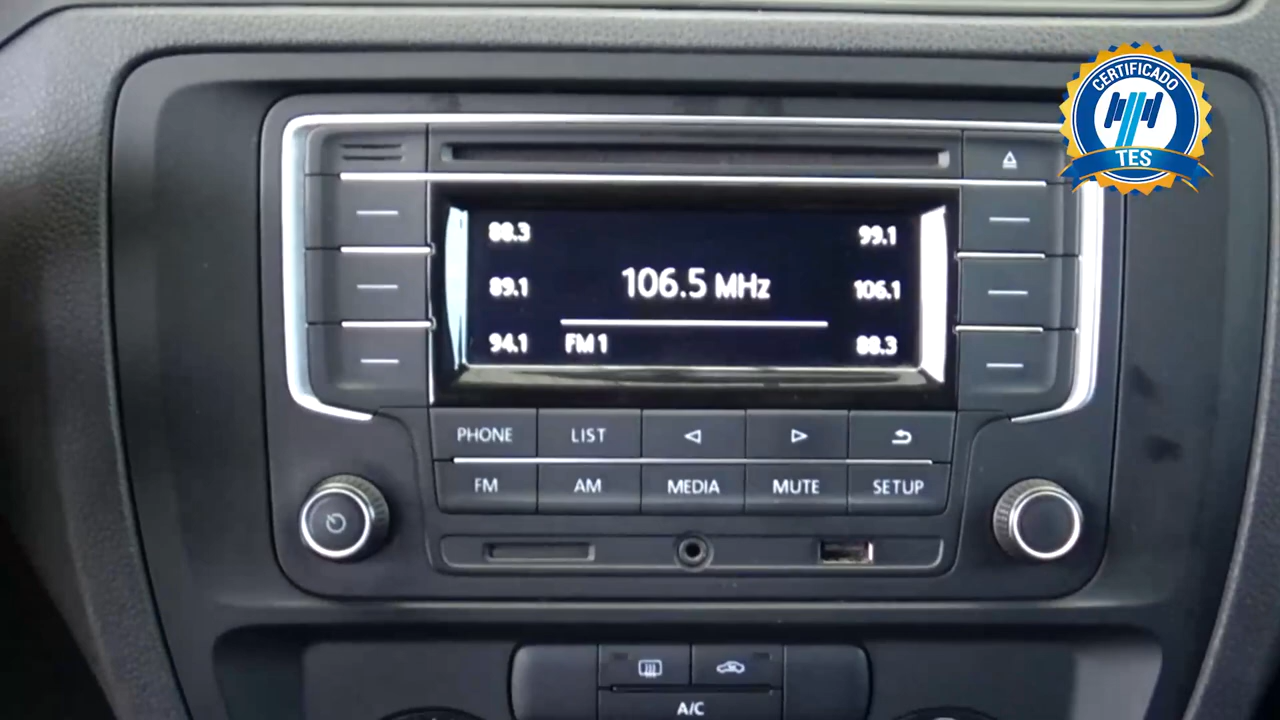 CERTIFICADO
TES
88.3
99.1
89.1
106.5 MHz
106.1
94.1
FM 1
88.3
PHONE
LIST
FM
AM
MEDIA
MUTE
SETUP
A/C